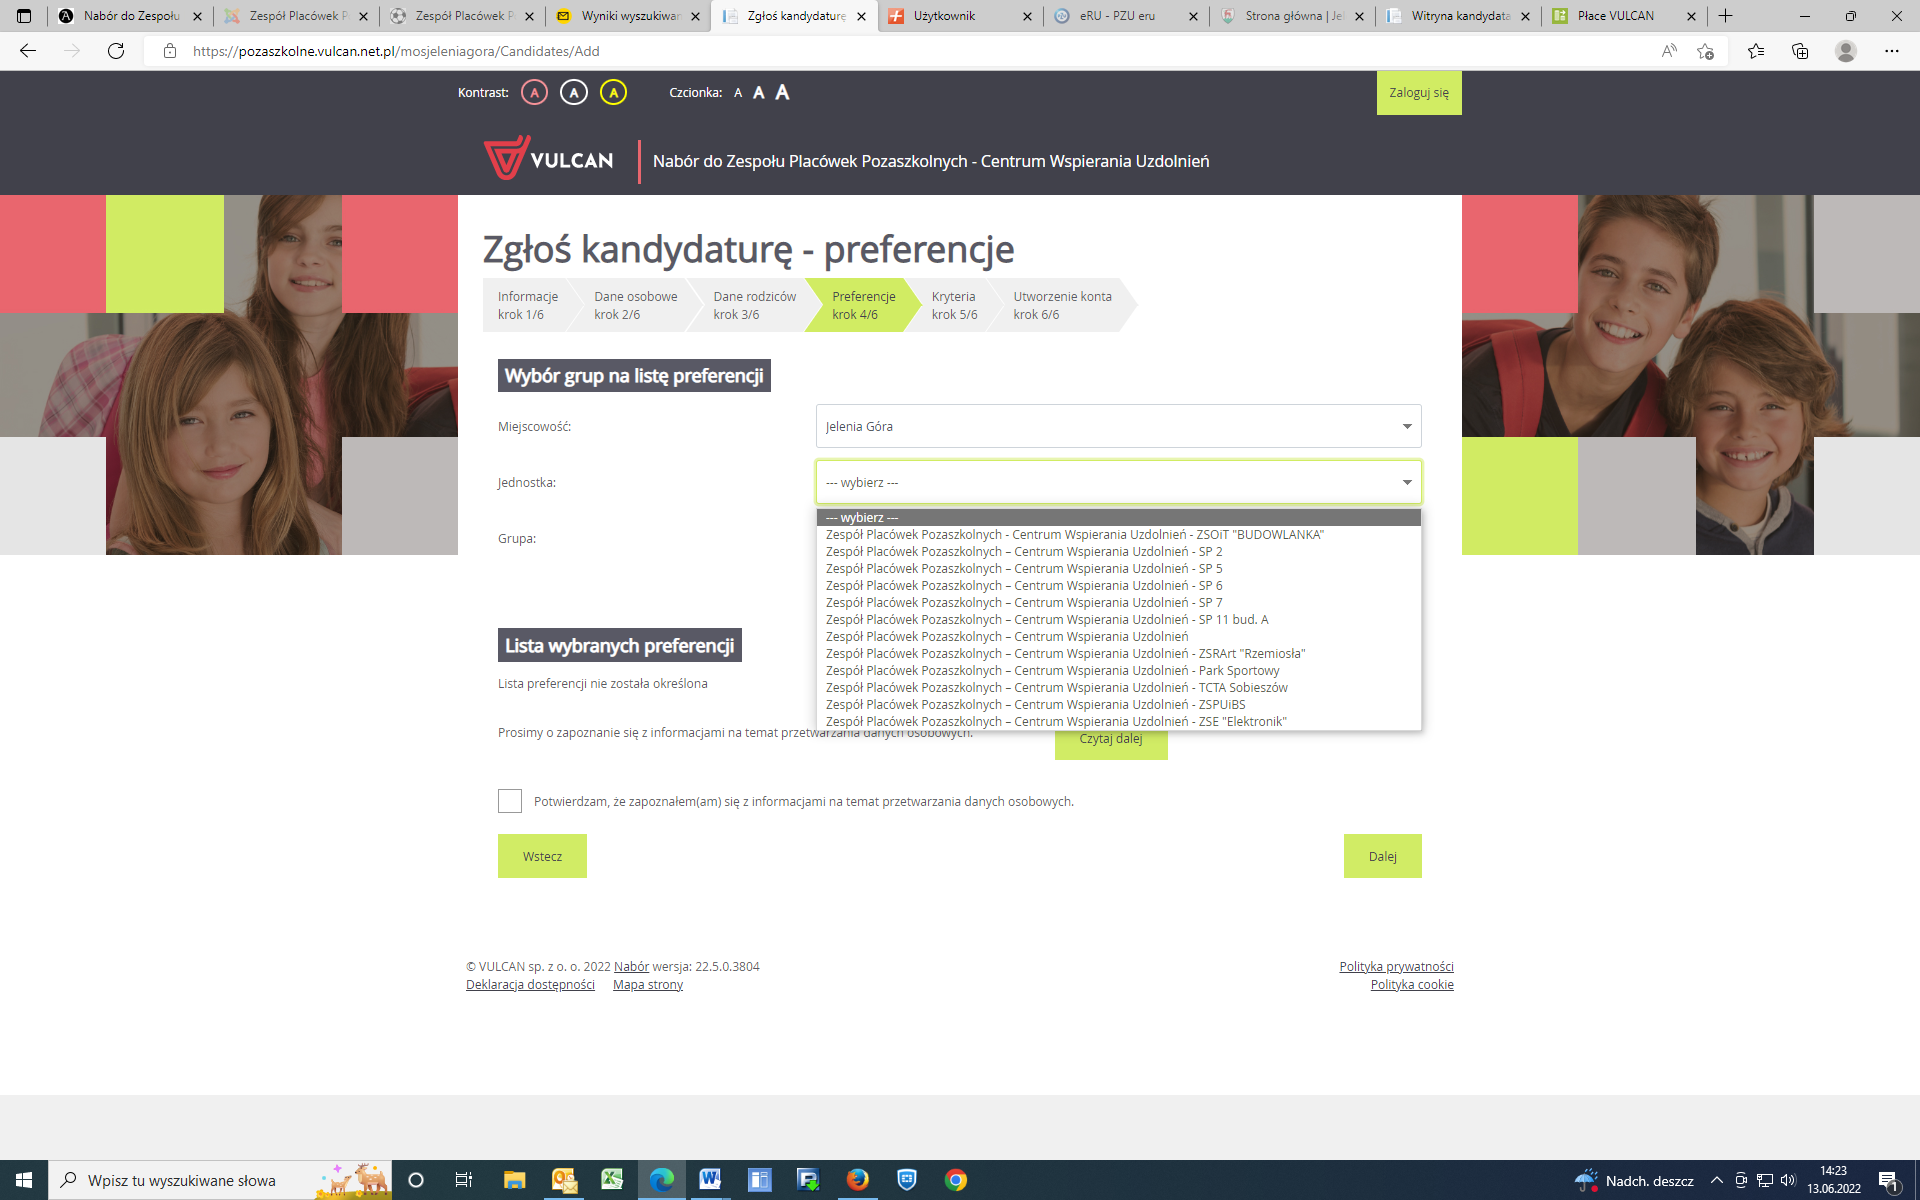 Nabór do Zespołu
Zespół Placówek P
Zespół Placówek P
Wyniki wyszukiwan
Zgłoś kandydaturę
Użytkownik
eRU - PZU eru
Strona główna | Jel
Witryna kandydata
Płace VULCAN
https://pozaszkolne.vulcan.net.pl/mosjeleniagora/Candidates/Add
Kontrast: A A A Czcionka: A A A
Zaloguj się
VULCAN
Nabór do Zespołu Placówek Pozaszkolnych - Centrum Wspierania Uzdolnień
Zgłoś kandydaturę - preferencje
Informacje
krok 1/6
Dane osobowe
krok 2/6
Dane rodziców
krok 3/6
Preferencje
krok 4/6
Kryteria
krok 5/6
Utworzenie konta
krok 6/6
Wybór grup na listę preferencji
Miejscowość:
Jelenia Góra
Jednostka:
--- wybierz ---
--- wybierz ---
Zespół Placówek Pozaszkolnych - Centrum Wspierania Uzdolnień - ZSOiT "BUDOWLANKA"
Zespół Placówek Pozaszkolnych – Centrum Wspierania Uzdolnień - SP 2
Zespół Placówek Pozaszkolnych – Centrum Wspierania Uzdolnień - SP 5
Zespół Placówek Pozaszkolnych – Centrum Wspierania Uzdolnień - SP 6
Zespół Placówek Pozaszkolnych – Centrum Wspierania Uzdolnień - SP 7
Zespół Placówek Pozaszkolnych – Centrum Wspierania Uzdolnień - SP 11 bud. A
Zespół Placówek Pozaszkolnych – Centrum Wspierania Uzdolnień
Zespół Placówek Pozaszkolnych – Centrum Wspierania Uzdolnień - ZSRArt "Rzemiosła"
Zespół Placówek Pozaszkolnych – Centrum Wspierania Uzdolnień - Park Sportowy
Zespół Placówek Pozaszkolnych – Centrum Wspierania Uzdolnień - TCTA Sobieszów
Zespół Placówek Pozaszkolnych – Centrum Wspierania Uzdolnień - ZSPUiBS
Zespół Placówek Pozaszkolnych – Centrum Wspierania Uzdolnień - ZSE "Elektronik"
Grupa:
Lista wybranych preferencji
Lista preferencji nie została określona
Prosimy o zapoznanie się z informacjami na temat przetwarzania danych osobowych.
Czytaj dalej
Potwierdzam, że zapoznałem(am) się z informacjami na temat przetwarzania danych osobowych.
Wstecz
Dalej
© VULCAN sp. z o. o. 2022 Nabór wersja: 22.5.0.3804
Deklaracja dostępności Mapa strony
Polityka prywatności
Polityka cookie
Wpisz tu wyszukiwane słowa
Nadch. deszcz
14:23
13.06.2022
1